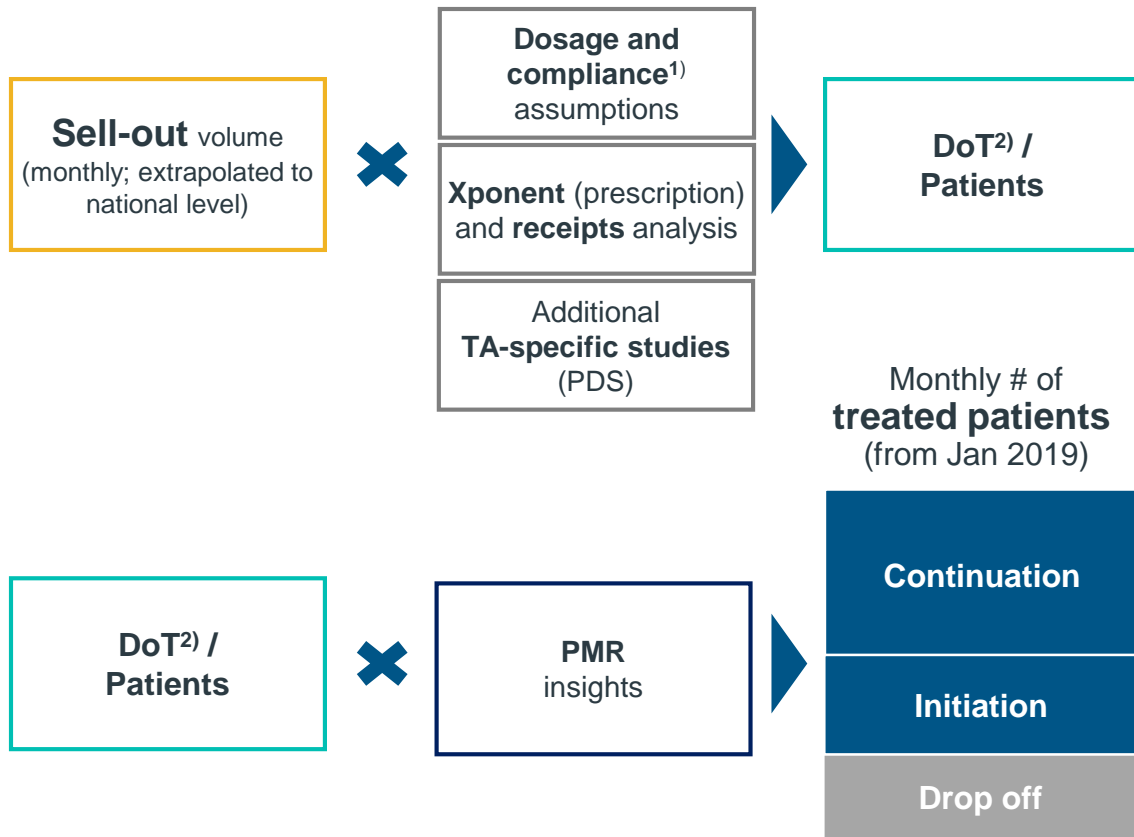 Sell-out volume
(monthly; extrapolated to
national level)
Dosage and
compliance1)
assumptions
Xponent (prescription)
and receipts analysis
Additional
TA-specific studies
(PDS)
DoT2) /
Patients
Monthly # of
treated patients
(from Jan 2019)
DoT2) /
Patients
PMR
insights
Continuation
Initiation
Drop off